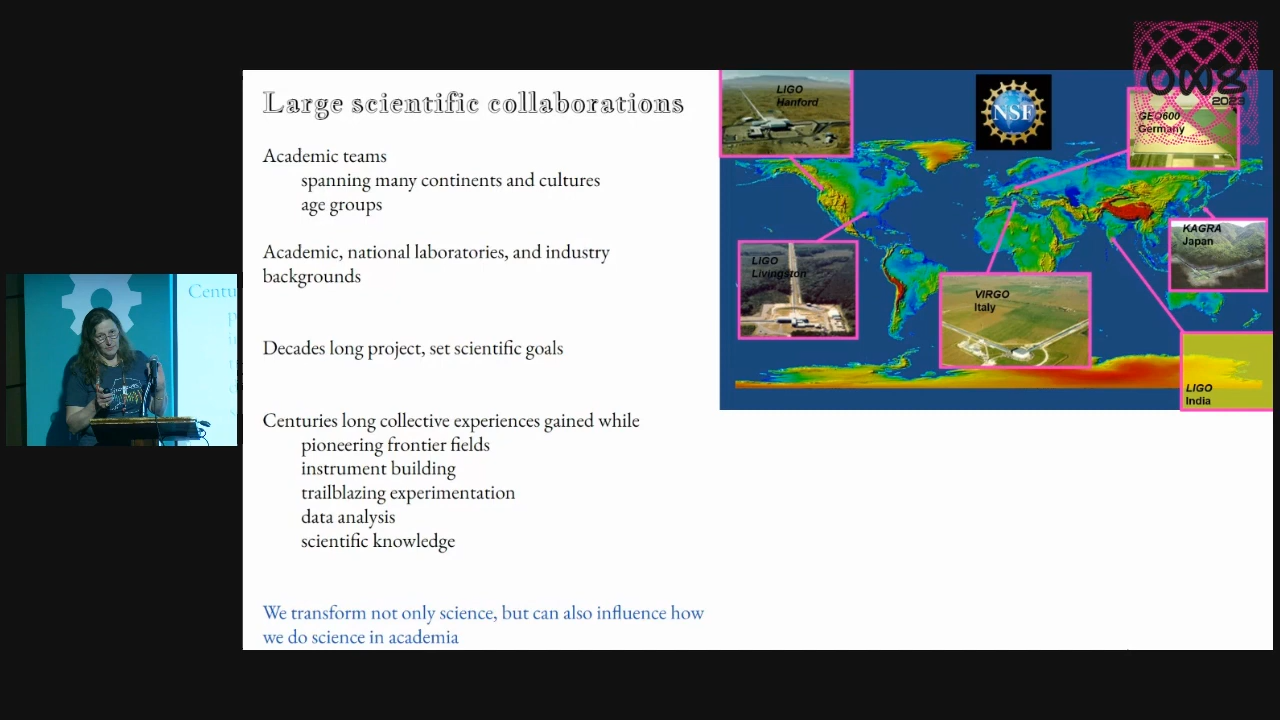 Large scientific collaborations
Academic teams
spanning many continents and cultures
age groups
Academic, national laboratories, and industry
backgrounds
Decades long project, set scientific goals
Centuries long collective experiences gained while
pioneering frontier fields
instrument building
trailblazing experimentation
data analysis
scientific knowledge
We transform not only science, but can also influence how
we do science in academia
LIGO
Hanford
NSF
GEO600
Germany
LIGO
Livingston
VIRGO
Italy
KAGRA
Japan
LIGO
India
2023
Centu